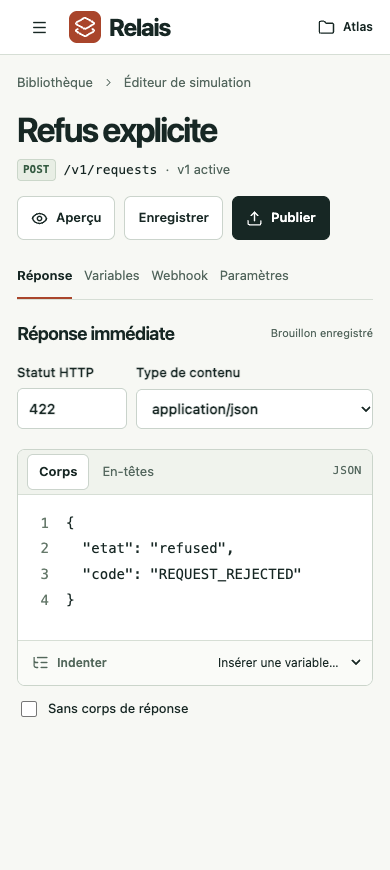 Relais
Atlas
Bibliothèque > Éditeur de simulation
Refus explicite
POST /v1/requests · v1 active
Aperçu
Enregistrer
Publier
Réponse Variables Webhook Paramètres
Réponse immédiate
Brouillon enregistré
Statut HTTP
Type de contenu
422
application/json
Corps En-têtes JSON
1 {
2 "etat": "refused",
3 "code": "REQUEST_REJECTED"
4 }
Indenter
Insérer une variable…
Sans corps de réponse